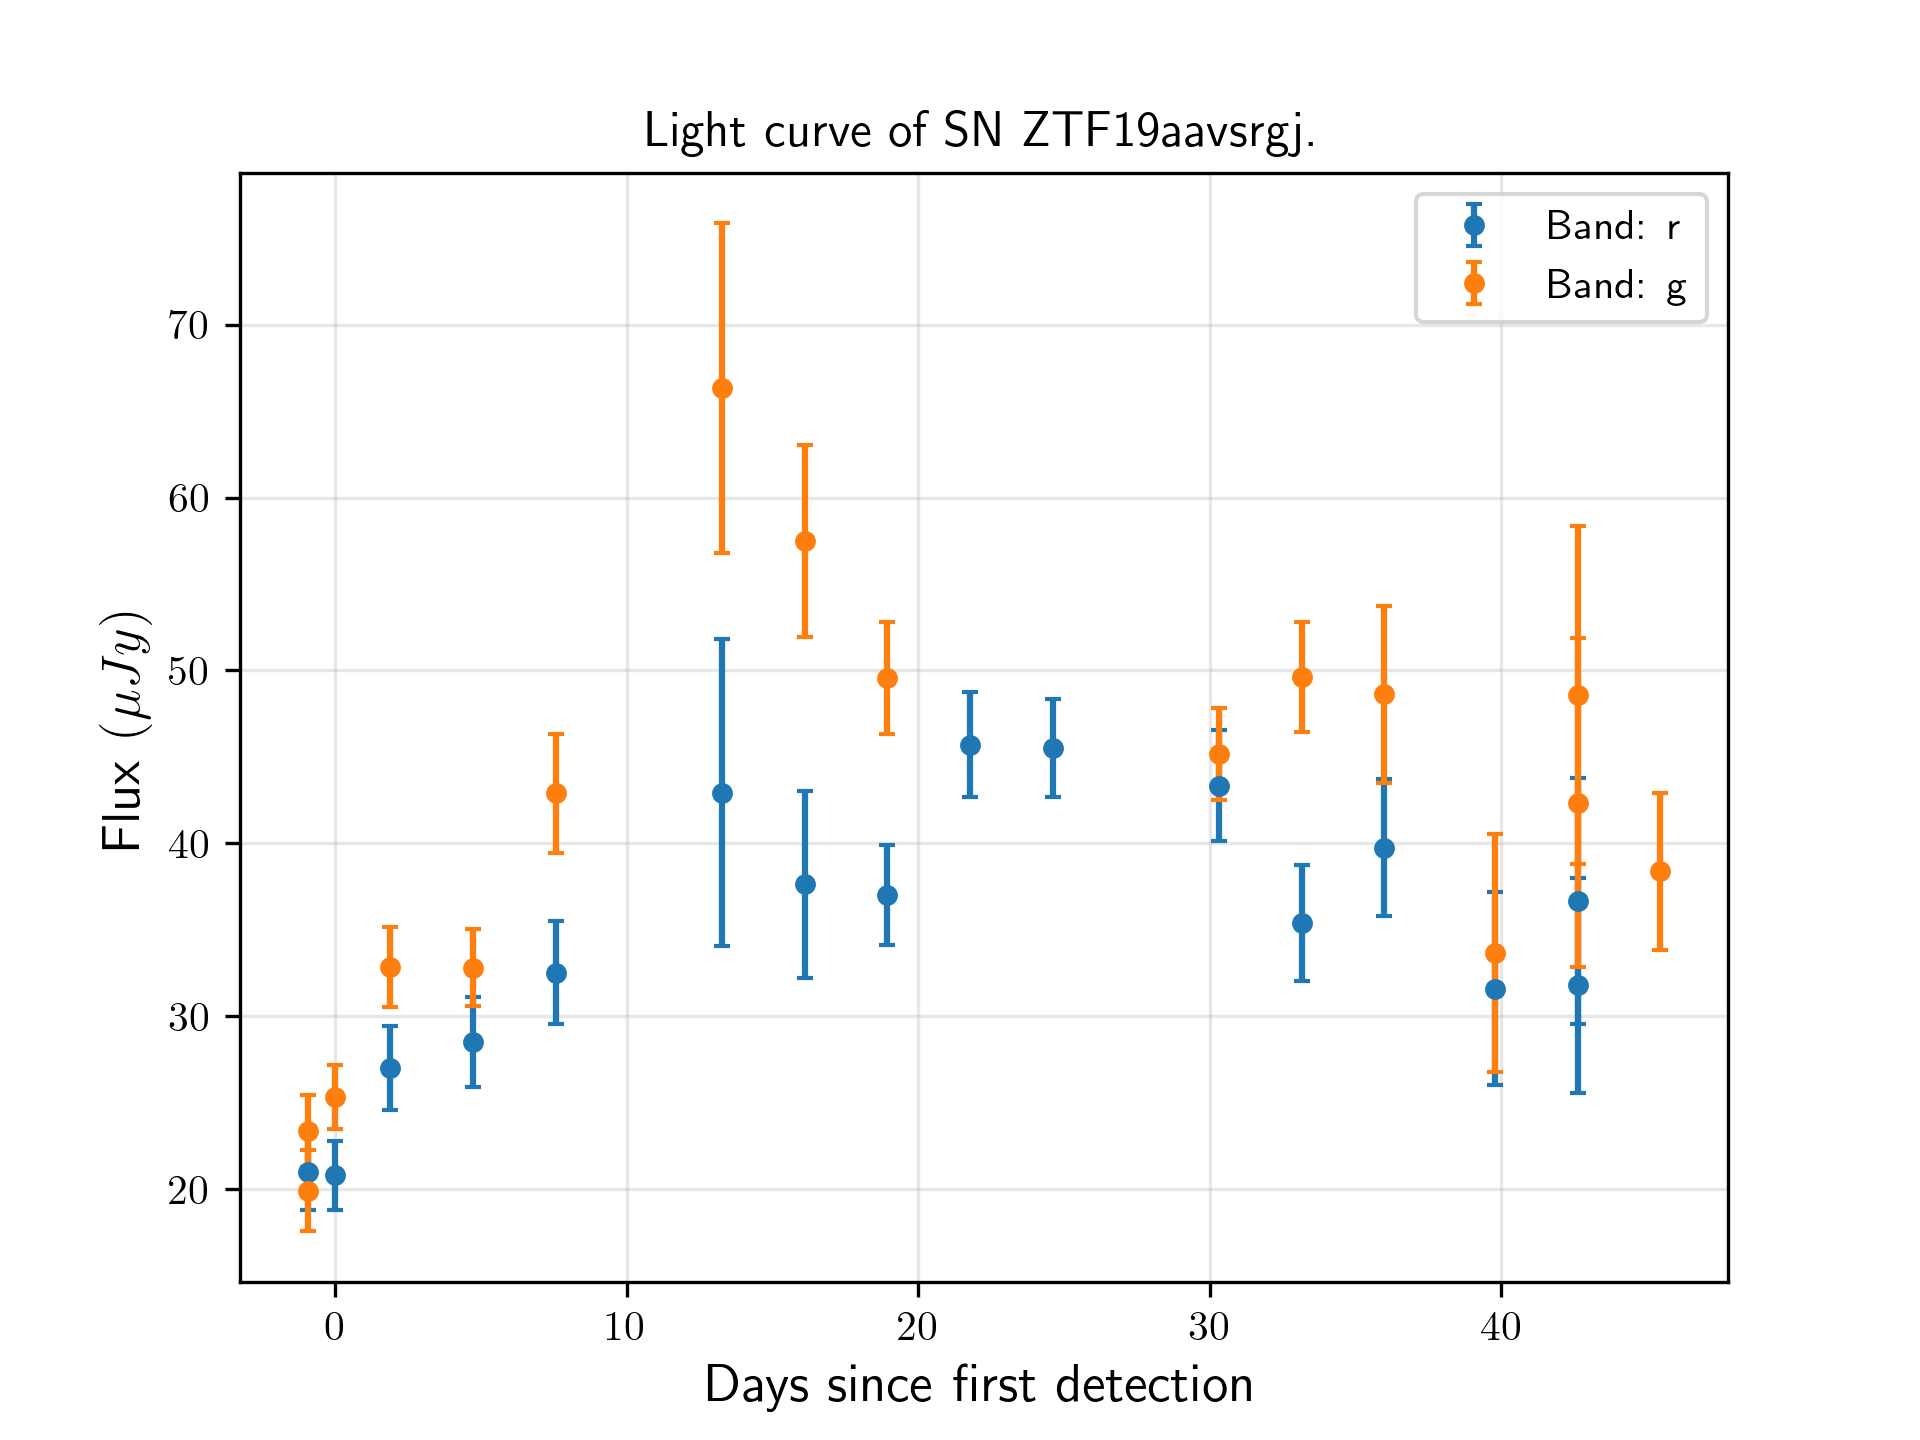 Light curve of SN ZTF19aavsrgj.
Band: r
Band: g
70
60
50
40
30
20
Flux (μJy)
0 10 20 30 40
Days since first detection